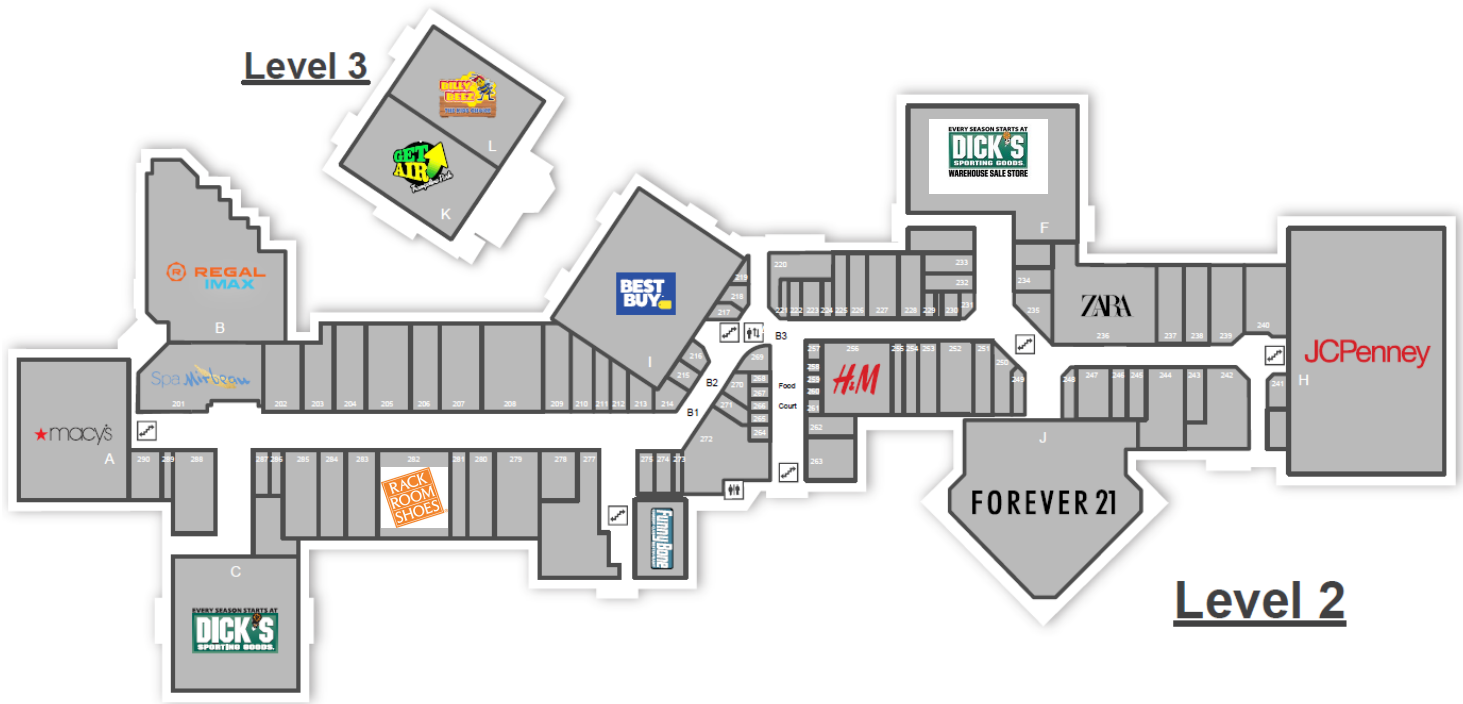 Level 3
BILLY
BEEZ
L
GET
AIR
Trampoline Park
K
EVERY SEASON STARTS AT
DICK'S
SPORTING GOODS
WAREHOUSE SALE STORE
F
REGAL
IMAX
B
BEST
BUY
I
219
218
217
216
215
220
221 222 223 224 225 226 227 228 229 230 231
232
233
234
235
ZARA
236 237 238 239 240
JCPenney
H
241
macy's
A
Spa Mirbeau
201 202 203 204 205 206 207 208 209 210 211 212 213 214
B1
B2
B3
269
270
271
272
268
267
266
265
264
Food
Court
257
258
259
260
261
262
263
H&M
256 255 254 253 252 251 250 249
248 247 246 245 244 243 242
J
FOREVER 21
290 289 288 287 286 285 284 283 282 281 280 279 278 277
275 274 273
RACK
ROOM
SHOES
Funny Bone
C
EVERY SEASON STARTS AT
DICK'S
SPORTING GOODS
Level 2